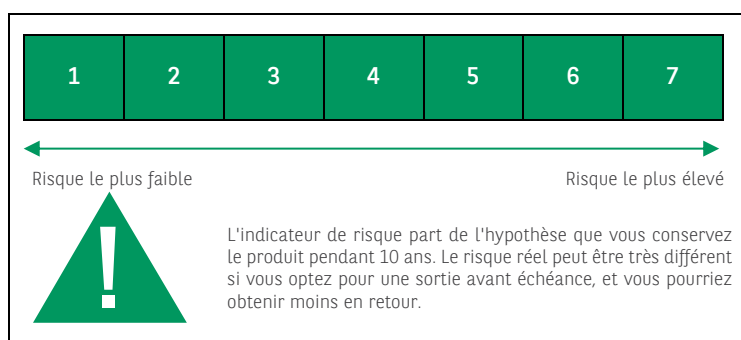 1 2 3 4 5 6 7
Risque le plus faible Risque le plus élevé
!
L'indicateur de risque part de l'hypothèse que vous conservez
le produit pendant 10 ans. Le risque réel peut être très différent
si vous optez pour une sortie avant échéance, et vous pourriez
obtenir moins en retour.